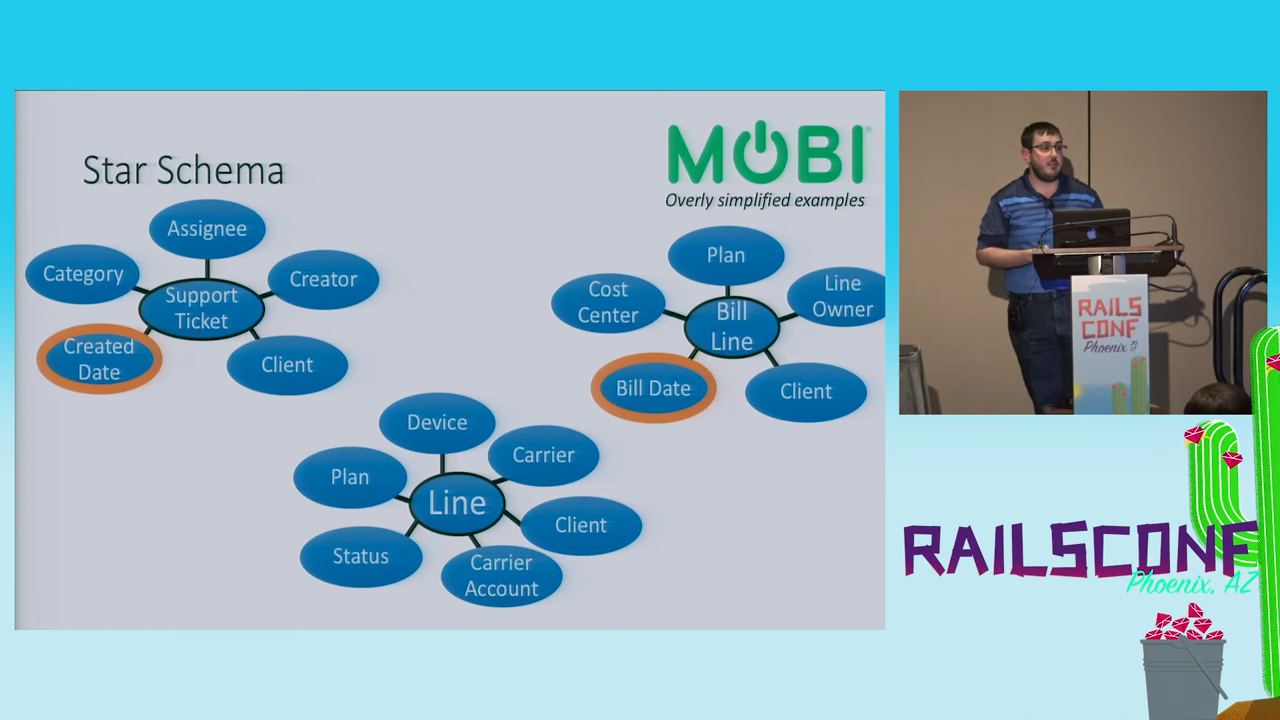 Star Schema
MOBI
Overly simplified examples
Assignee
Category
Creator
Support
Ticket
Created
Date
Client
Plan
Cost
Center
Line
Owner
Bill
Line
Bill Date
Client
Device
Carrier
Plan
Line
Client
Status
Carrier
Account
RAILS
CONF
Phoenix 2017
RAILSCONF
Phoenix, AZ